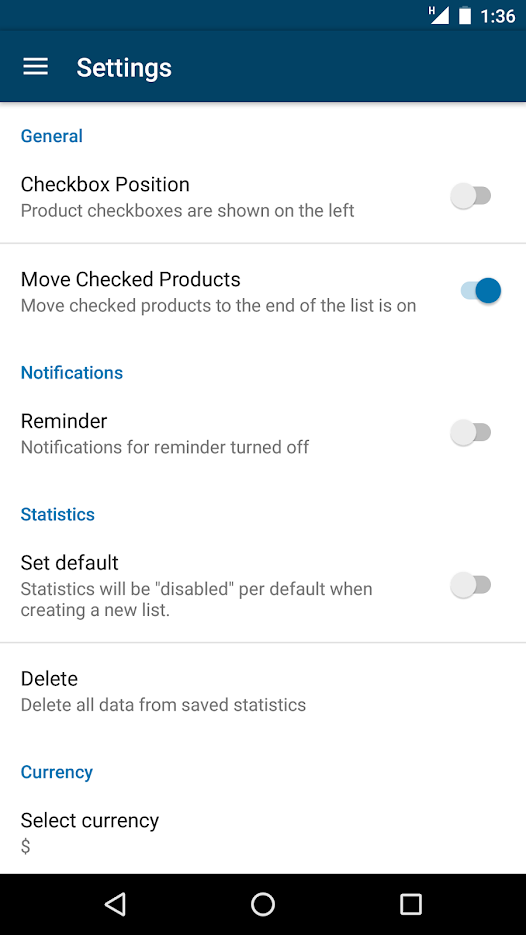 H
1:36
Settings
General
Checkbox Position
Product checkboxes are shown on the left
Move Checked Products
Move checked products to the end of the list is on
Notifications
Reminder
Notifications for reminder turned off
Statistics
Set default
Statistics will be "disabled" per default when
creating a new list.
Delete
Delete all data from saved statistics
Currency
Select currency
$